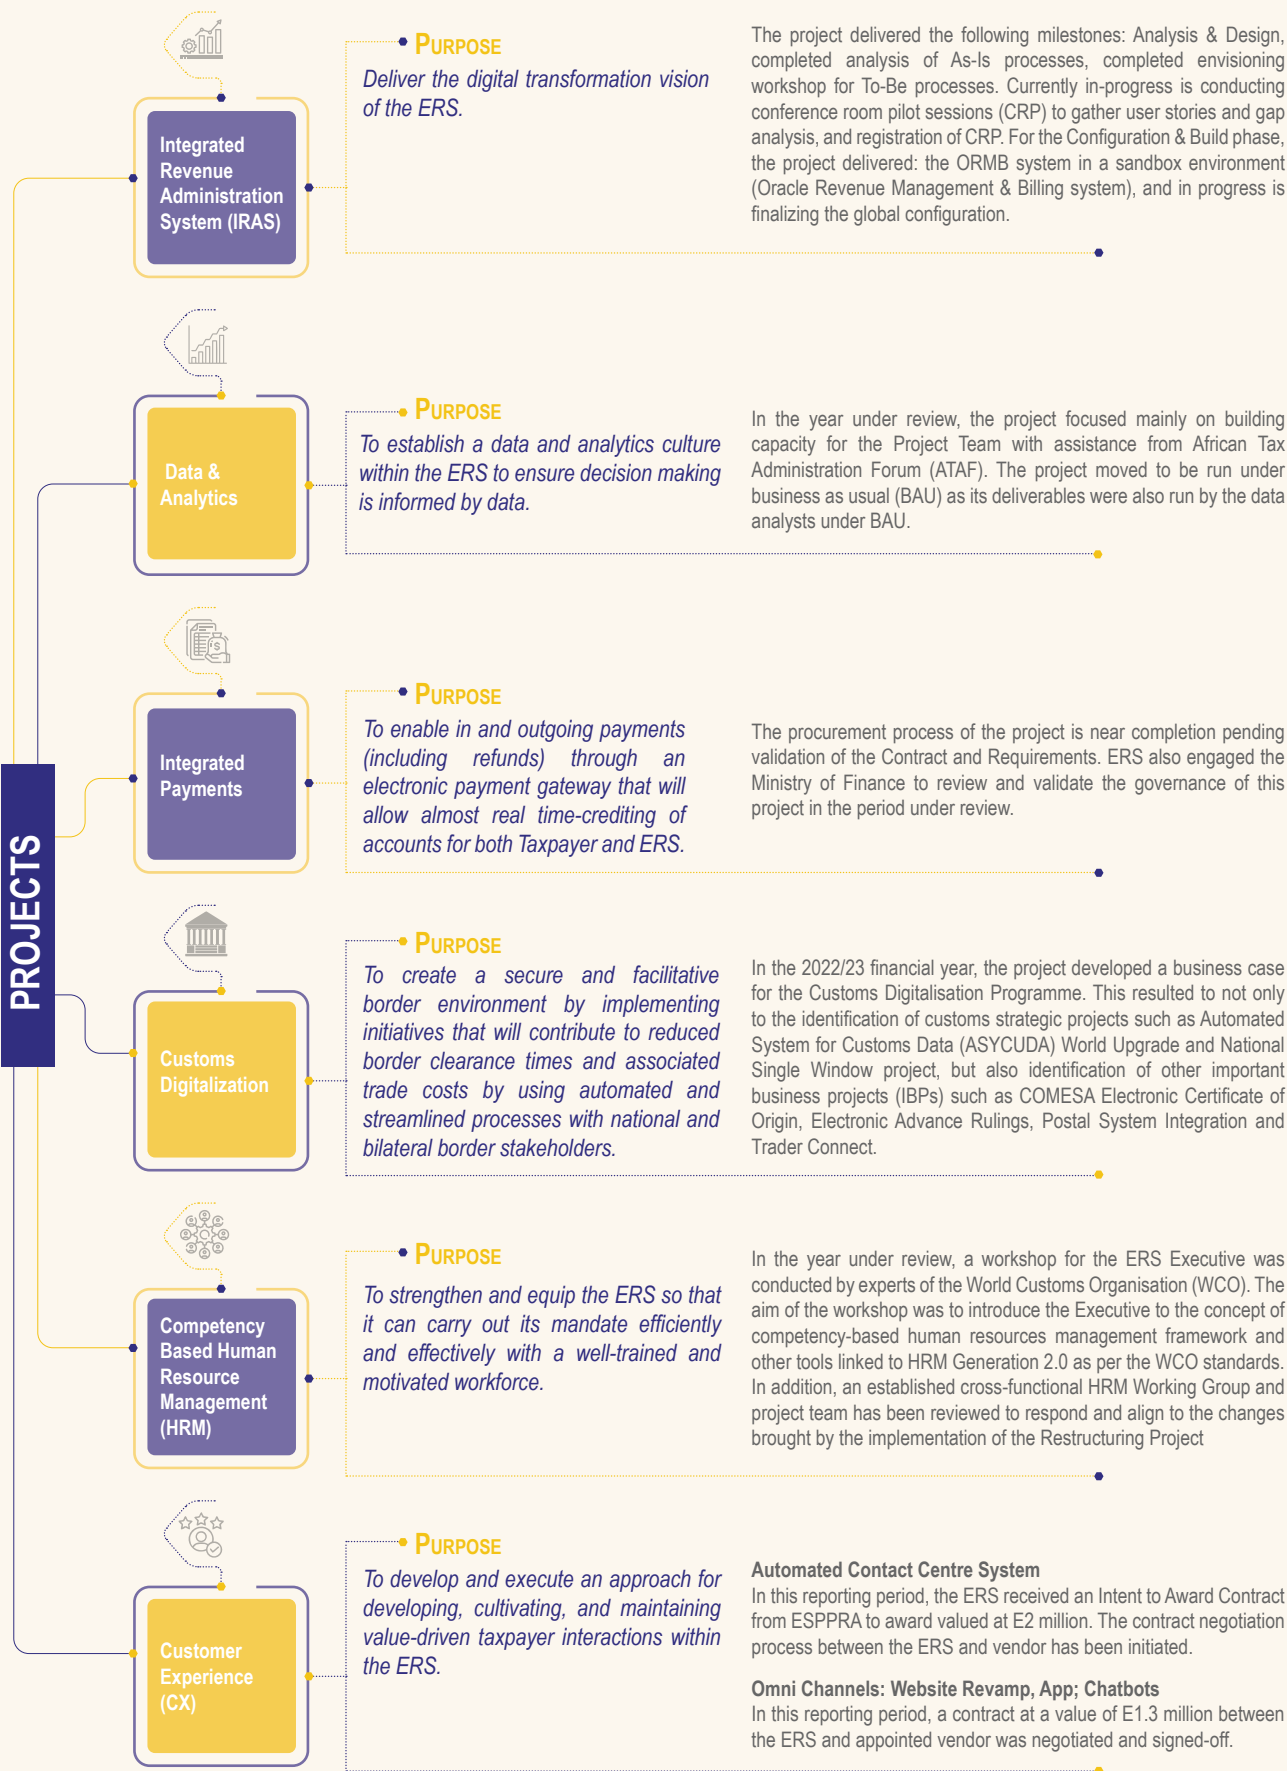 PROJECTS
Integrated
Revenue
Administration
System (IRAS)
PURPOSE
Deliver the digital transformation vision
of the ERS.
The project delivered the following milestones: Analysis & Design,
completed analysis of As-Is processes, completed envisioning
workshop for To-Be processes. Currently in-progress is conducting
conference room pilot sessions (CRP) to gather user stories and gap
analysis, and registration of CRP. For the Configuration & Build phase,
the project delivered: the ORMB system in a sandbox environment
(Oracle Revenue Management & Billing system), and in progress is
finalizing the global configuration.
Data &
Analytics
PURPOSE
To establish a data and analytics culture
within the ERS to ensure decision making
is informed by data.
In the year under review, the project focused mainly on building
capacity for the Project Team with assistance from African Tax
Administration Forum (ATAF). The project moved to be run under
business as usual (BAU) as its deliverables were also run by the data
analysts under BAU.
Integrated
Payments
PURPOSE
To enable in and outgoing payments
(including refunds) through an
electronic payment gateway that will
allow almost real time-crediting of
accounts for both Taxpayer and ERS.
The procurement process of the project is near completion pending
validation of the Contract and Requirements. ERS also engaged the
Ministry of Finance to review and validate the governance of this
project in the period under review.
Customs
Digitalization
PURPOSE
To create a secure and facilitative
border environment by implementing
initiatives that will contribute to reduced
border clearance times and associated
trade costs by using automated and
streamlined processes with national and
bilateral border stakeholders.
In the 2022/23 financial year, the project developed a business case
for the Customs Digitalisation Programme. This resulted to not only
to the identification of customs strategic projects such as Automated
System for Customs Data (ASYCUDA) World Upgrade and National
Single Window project, but also identification of other important
business projects (IBPs) such as COMESA Electronic Certificate of
Origin, Electronic Advance Rulings, Postal System Integration and
Trader Connect.
Competency
Based Human
Resource
Management
(HRM)
PURPOSE
To strengthen and equip the ERS so that
it can carry out its mandate efficiently
and effectively with a well-trained and
motivated workforce.
In the year under review, a workshop for the ERS Executive was
conducted by experts of the World Customs Organisation (WCO). The
aim of the workshop was to introduce the Executive to the concept of
competency-based human resources management framework and
other tools linked to HRM Generation 2.0 as per the WCO standards.
In addition, an established cross-functional HRM Working Group and
project team has been reviewed to respond and align to the changes
brought by the implementation of the Restructuring Project
Customer
Experience
(CX)
PURPOSE
To develop and execute an approach for
developing, cultivating, and maintaining
value-driven taxpayer interactions within
the ERS.
Automated Contact Centre System
In this reporting period, the ERS received an Intent to Award Contract
from ESPPRA to award valued at E2 million. The contract negotiation
process between the ERS and vendor has been initiated.
Omni Channels: Website Revamp, App; Chatbots
In this reporting period, a contract at a value of E1.3 million between
the ERS and appointed vendor was negotiated and signed-off.